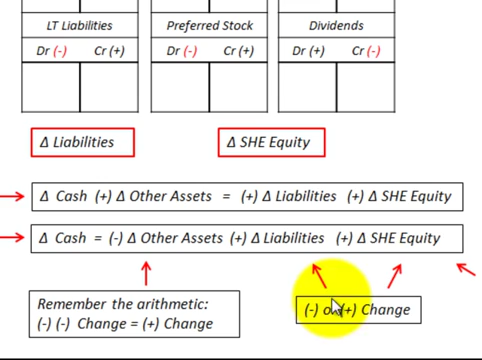 LT Liabilities Preferred Stock Dividends
Dr (-) Cr (+) Dr (-) Cr (+) Dr (+) Cr (-)
Δ Liabilities Δ SHE Equity
Δ Cash (+) Δ Other Assets = (+) Δ Liabilities (+) Δ SHE Equity
Δ Cash = (-) Δ Other Assets (+) Δ Liabilities (+) Δ SHE Equity
Remember the arithmetic:
(-) (-) Change = (+) Change
(-) or (+) Change